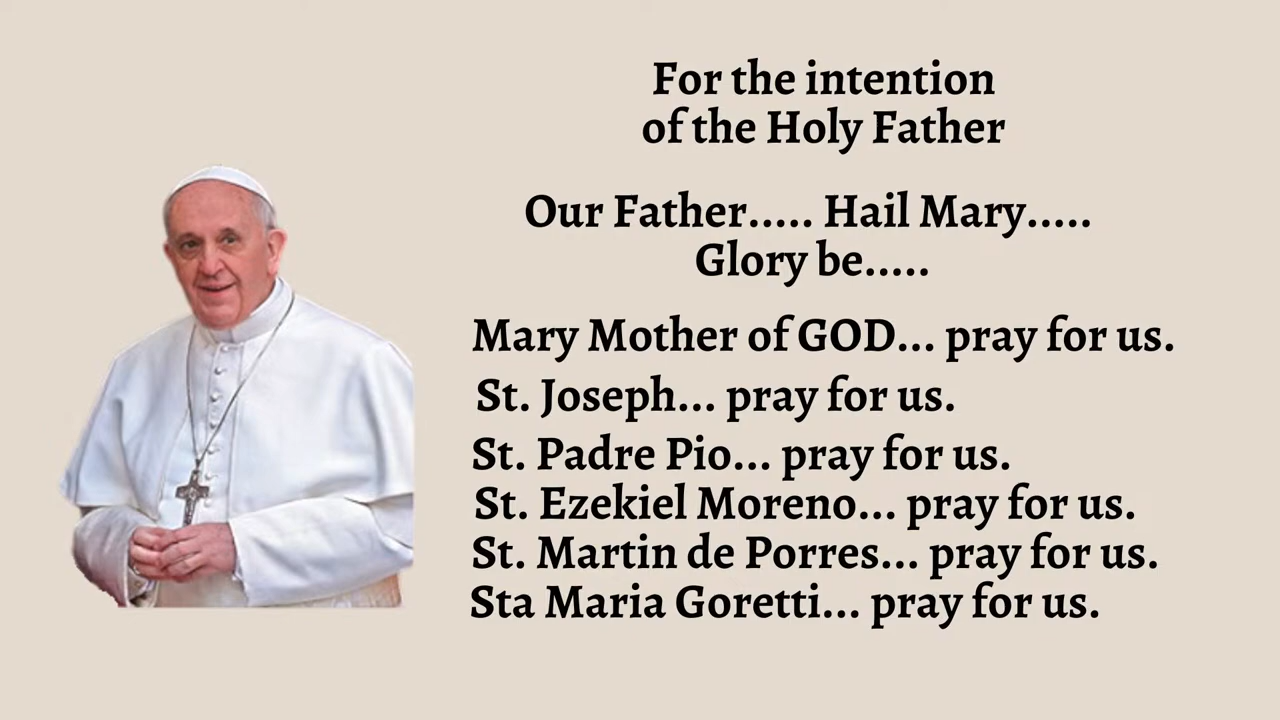 For the intention
of the Holy Father
Our Father..... Hail Mary.....
Glory be.....
Mary Mother of GOD... pray for us.
St. Joseph... pray for us.
St. Padre Pio... pray for us.
St. Ezekiel Moreno... pray for us.
St. Martin de Porres... pray for us.
Sta Maria Goretti... pray for us.